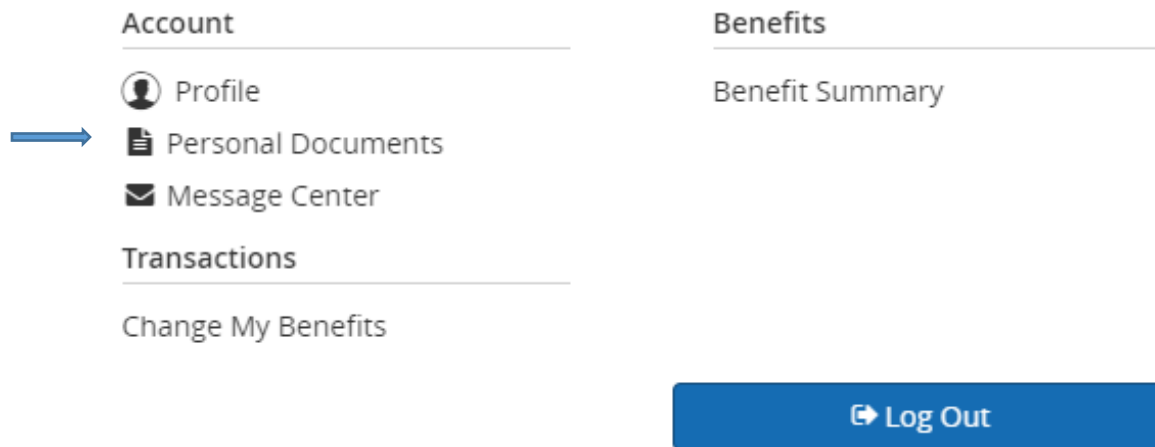 Account
Profile
Personal Documents
Message Center
Transactions
Change My Benefits
Benefits
Benefit Summary
Log Out